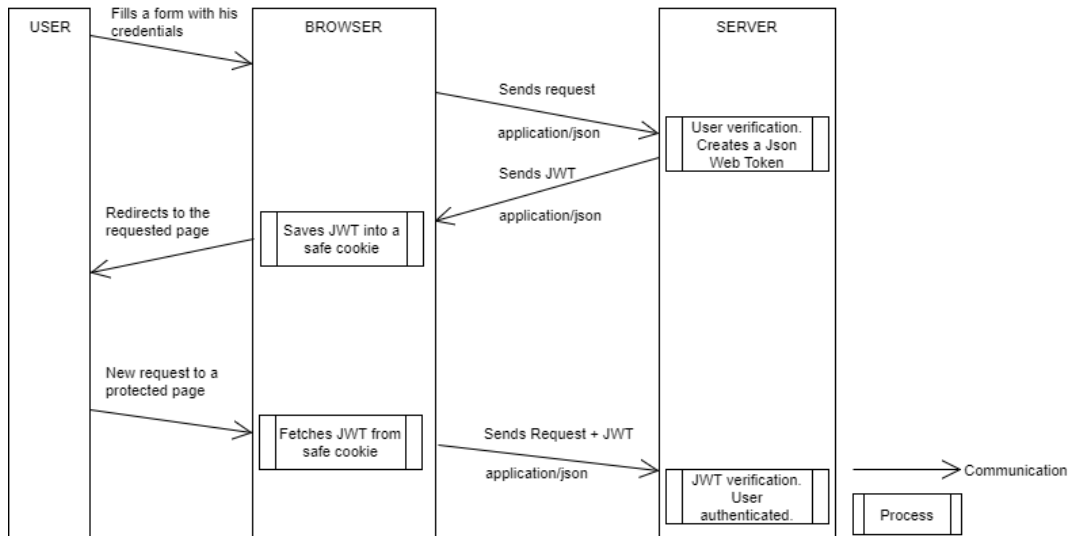 USER
BROWSER
SERVER
Fills a form with his
credentials
Sends request
application/json
User verification.
Creates a Json
Web Token
Sends JWT
application/json
Saves JWT into a
safe cookie
Redirects to the
requested page
New request to a
protected page
Fetches JWT from
safe cookie
Sends Request + JWT
application/json
JWT verification.
User
authenticated.
Communication
Process